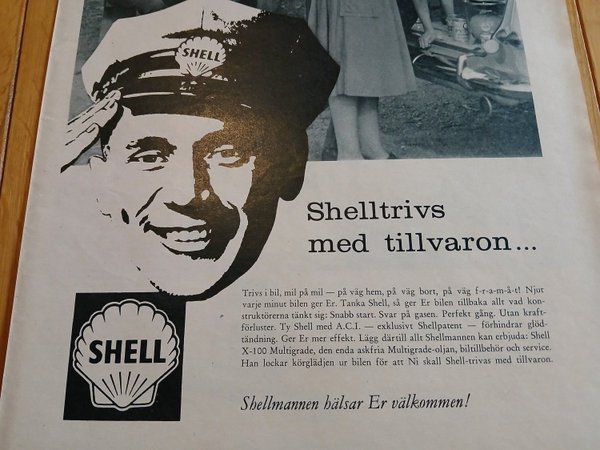 SHELL
Shelltrivs
med tillvaron...
Trivs i bil, mil på mil — på väg hem, på väg bort, på väg f-r-a-m-å-t! Njut
varje minut bilen ger Er. Tanka Shell, så ger Er bilen tillbaka allt vad kon-
struktörerna tänkt sig: Snabb start. Svar på gasen. Perfekt gång. Utan kraft-
förluster. Ty Shell med A.C.I. — exklusivt Shellpatent — förhindrar glöd-
tändning. Ger Er mer effekt. Lägg därtill allt Shellmannen kan erbjuda: Shell
X-100 Multigrade, den enda askfria Multigrade-oljan, biltillbehör och service.
Han lockar körglädjen ur bilen för att Ni skall Shell-trivas med tillvaron.
SHELL
Shellmannen hälsar Er välkommen!